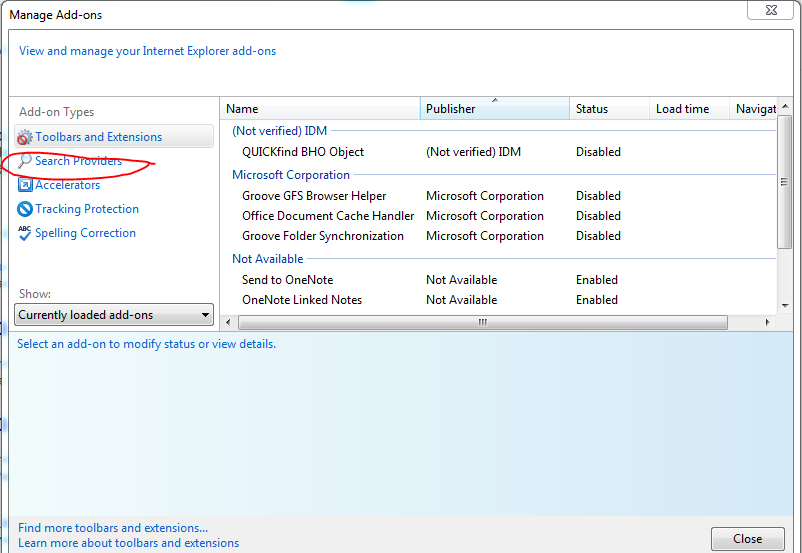 Manage Add-ons
View and manage your Internet Explorer add-ons
Add-on Types
Toolbars and Extensions
Search Providers
Accelerators
Tracking Protection
ABC
Spelling Correction
Show:
Currently loaded add-ons
Name Publisher Status Load time Navigat
(Not verified) IDM
QUICKfind BHO Object (Not verified) IDM Disabled
Microsoft Corporation
Groove GFS Browser Helper Microsoft Corporation Disabled
Office Document Cache Handler Microsoft Corporation Disabled
Groove Folder Synchronization Microsoft Corporation Disabled
Not Available
Send to OneNote Not Available Enabled
OneNote Linked Notes Not Available Enabled
Select an add-on to modify status or view details.
Find more toolbars and extensions...
Learn more about toolbars and extensions
Close